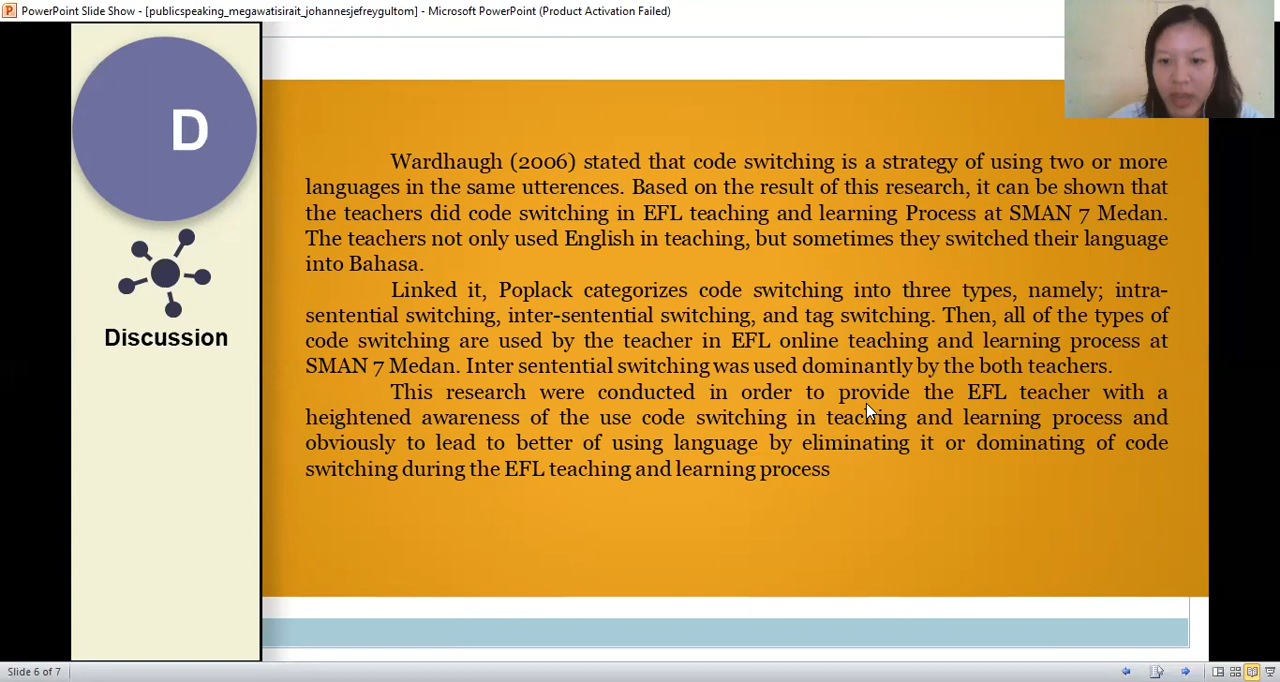 PowerPoint Slide Show - [publicspeaking_megawatisirait_johannesjefreygultom] - Microsoft PowerPoint (Product Activation Failed)
D
Discussion
Wardhaugh (2006) stated that code switching is a strategy of using two or more
languages in the same utterences. Based on the result of this research, it can be shown that
the teachers did code switching in EFL teaching and learning Process at SMAN 7 Medan.
The teachers not only used English in teaching, but sometimes they switched their language
into Bahasa.
Linked it, Poplack categorizes code switching into three types, namely; intra-
sentential switching, inter-sentential switching, and tag switching. Then, all of the types of
code switching are used by the teacher in EFL online teaching and learning process at
SMAN 7 Medan. Inter sentential switching was used dominantly by the both teachers.
This research were conducted in order to provide the EFL teacher with a
heightened awareness of the use code switching in teaching and learning process and
obviously to lead to better of using language by eliminating it or dominating of code
switching during the EFL teaching and learning process
Slide 6 of 7